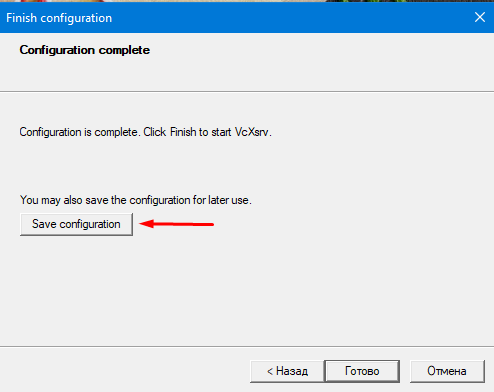 Finish configuration
Configuration complete
Configuration is complete. Click Finish to start VcXsrv.
You may also save the configuration for later use.
Save configuration
< Назад
Готово
Отмена